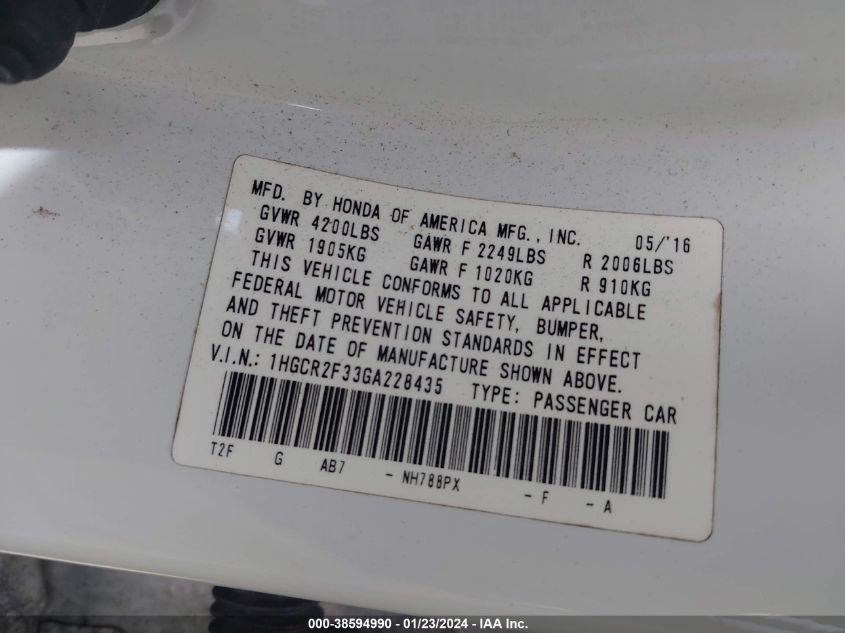 MFD. BY HONDA OF AMERICA MFG., INC. 05/'16
GVWR 4200LBS GAWR F 2249LBS R 2006LBS
GVWR 1905KG GAWR F 1020KG R 910KG
THIS VEHICLE CONFORMS TO ALL APPLICABLE
FEDERAL MOTOR VEHICLE SAFETY, BUMPER,
AND THEFT PREVENTION STANDARDS IN EFFECT
ON THE DATE OF MANUFACTURE SHOWN ABOVE.
V.I.N.: 1HGCR2F33GA228435 TYPE: PASSENGER CAR
T2F G AB7 - NH788PX - F - A
000-38594990 - 01/23/2024 - IAA Inc.